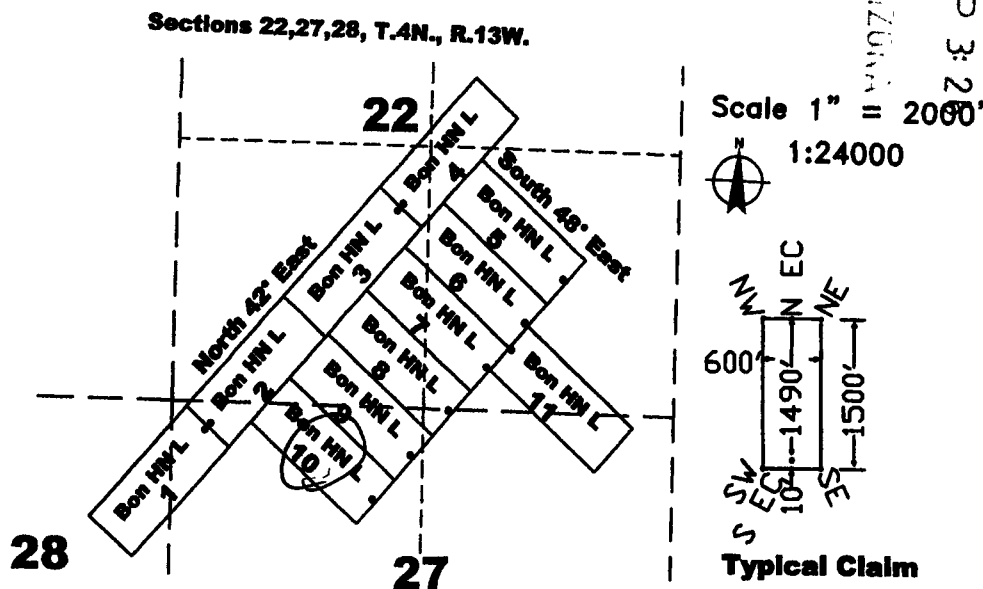 Sections 22,27,28, T.4N., R.13W.
3:26
Scale 1" = 2000'
1:24000
N
22
North 42° East
South 48° East
Bon HN L
4
Bon HN L
3
Bon HN L
2
Bon HN L
1
Bon HN L
5
Bon HN L
6
Bon HN L
7
Bon HN L
8
Bon HN L
9
Bon HN L
10
Bon HN L
11
28
27
NW
N EC
NE
600'
1490'
1500'
10'
SW
S EC
SE
Typical Claim